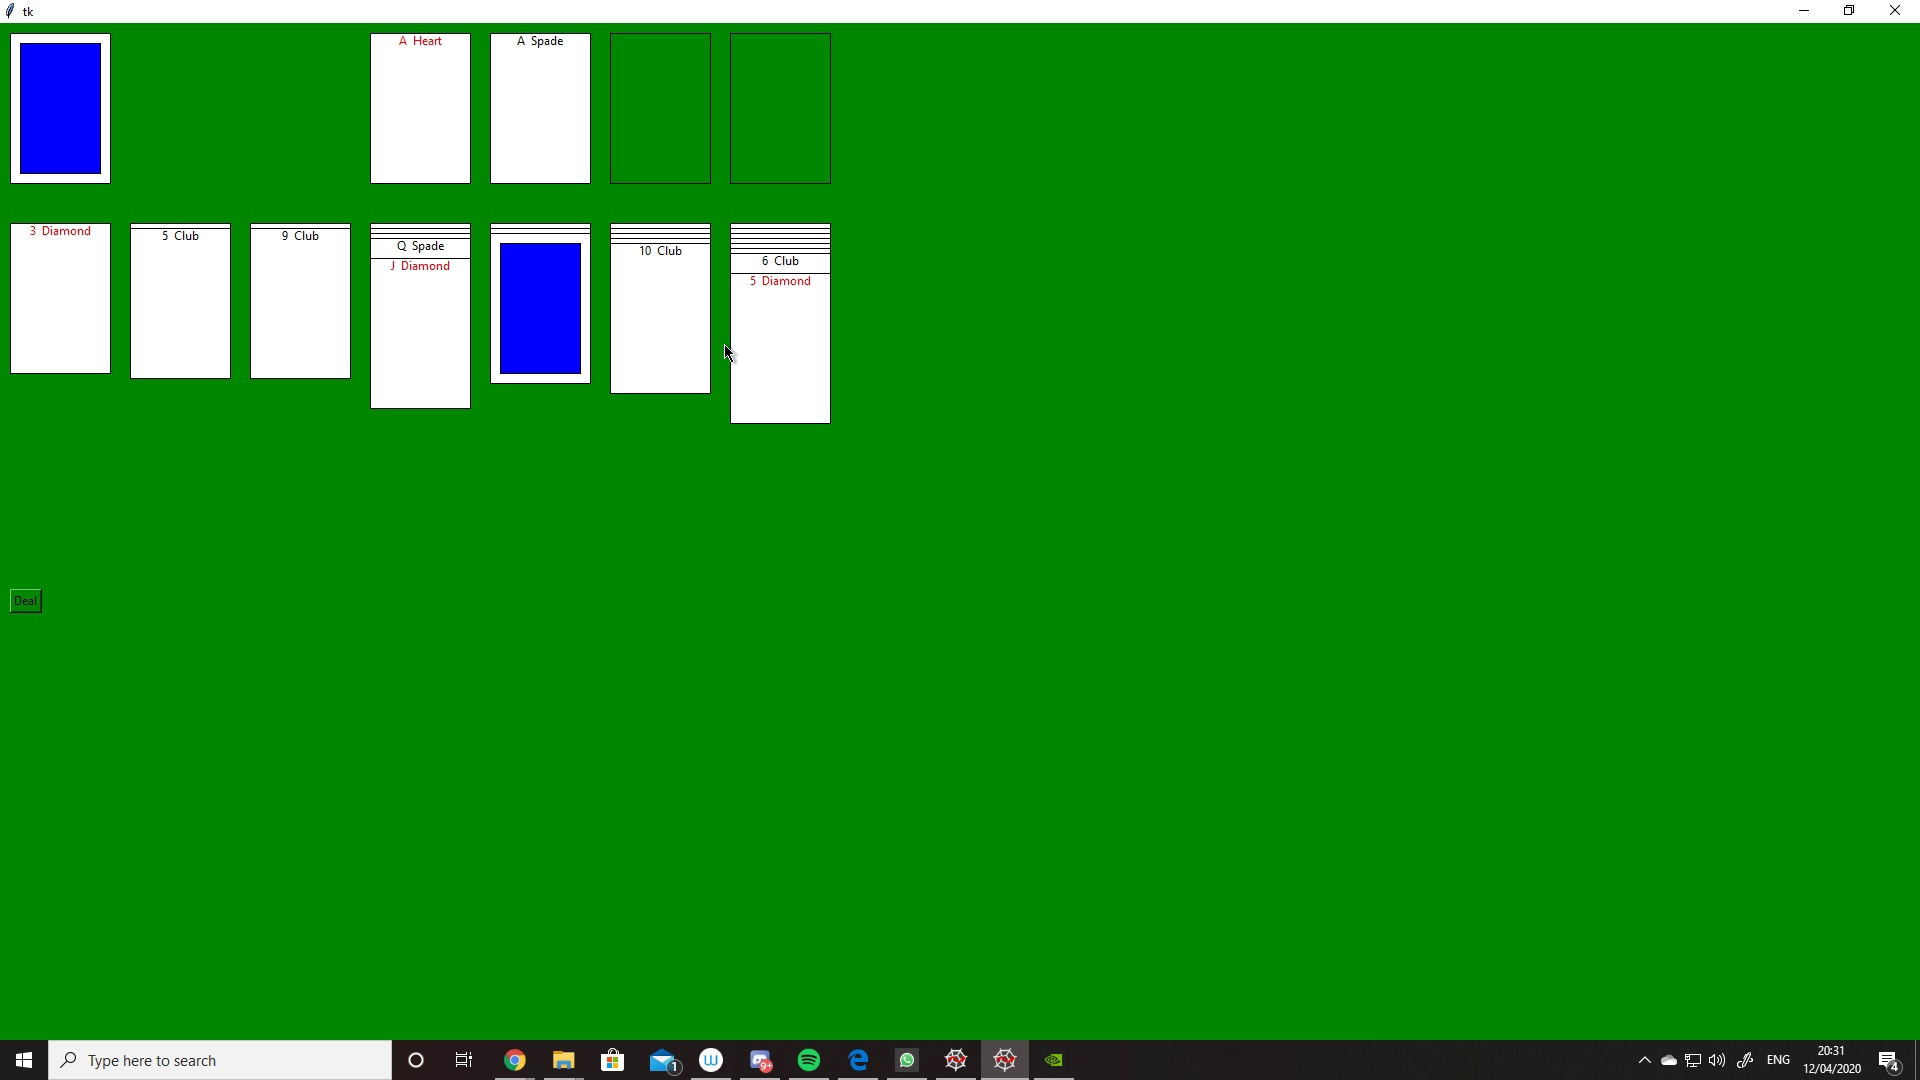 tk
A Heart
A Spade
3 Diamond
5 Club
9 Club
Q Spade
J Diamond
10 Club
6 Club
5 Diamond
Deal
Type here to search
1
W
9+
ENG
20:31
12/04/2020
4